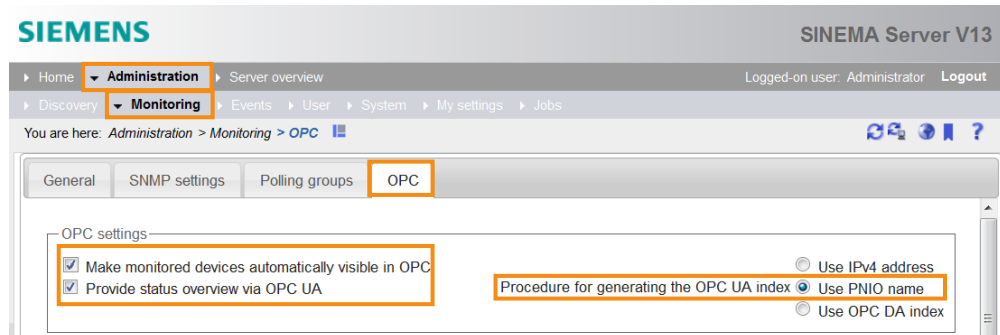 SIEMENS SINEMA Server V13
Home Administration Server overview Logged-on user: Administrator Logout
Discovery Monitoring Events User System My settings Jobs
You are here: Administration > Monitoring > OPC ?
General SNMP settings Polling groups OPC
OPC settings
Make monitored devices automatically visible in OPC Use IPv4 address
Provide status overview via OPC UA Procedure for generating the OPC UA index Use PNIO name
Use OPC DA index